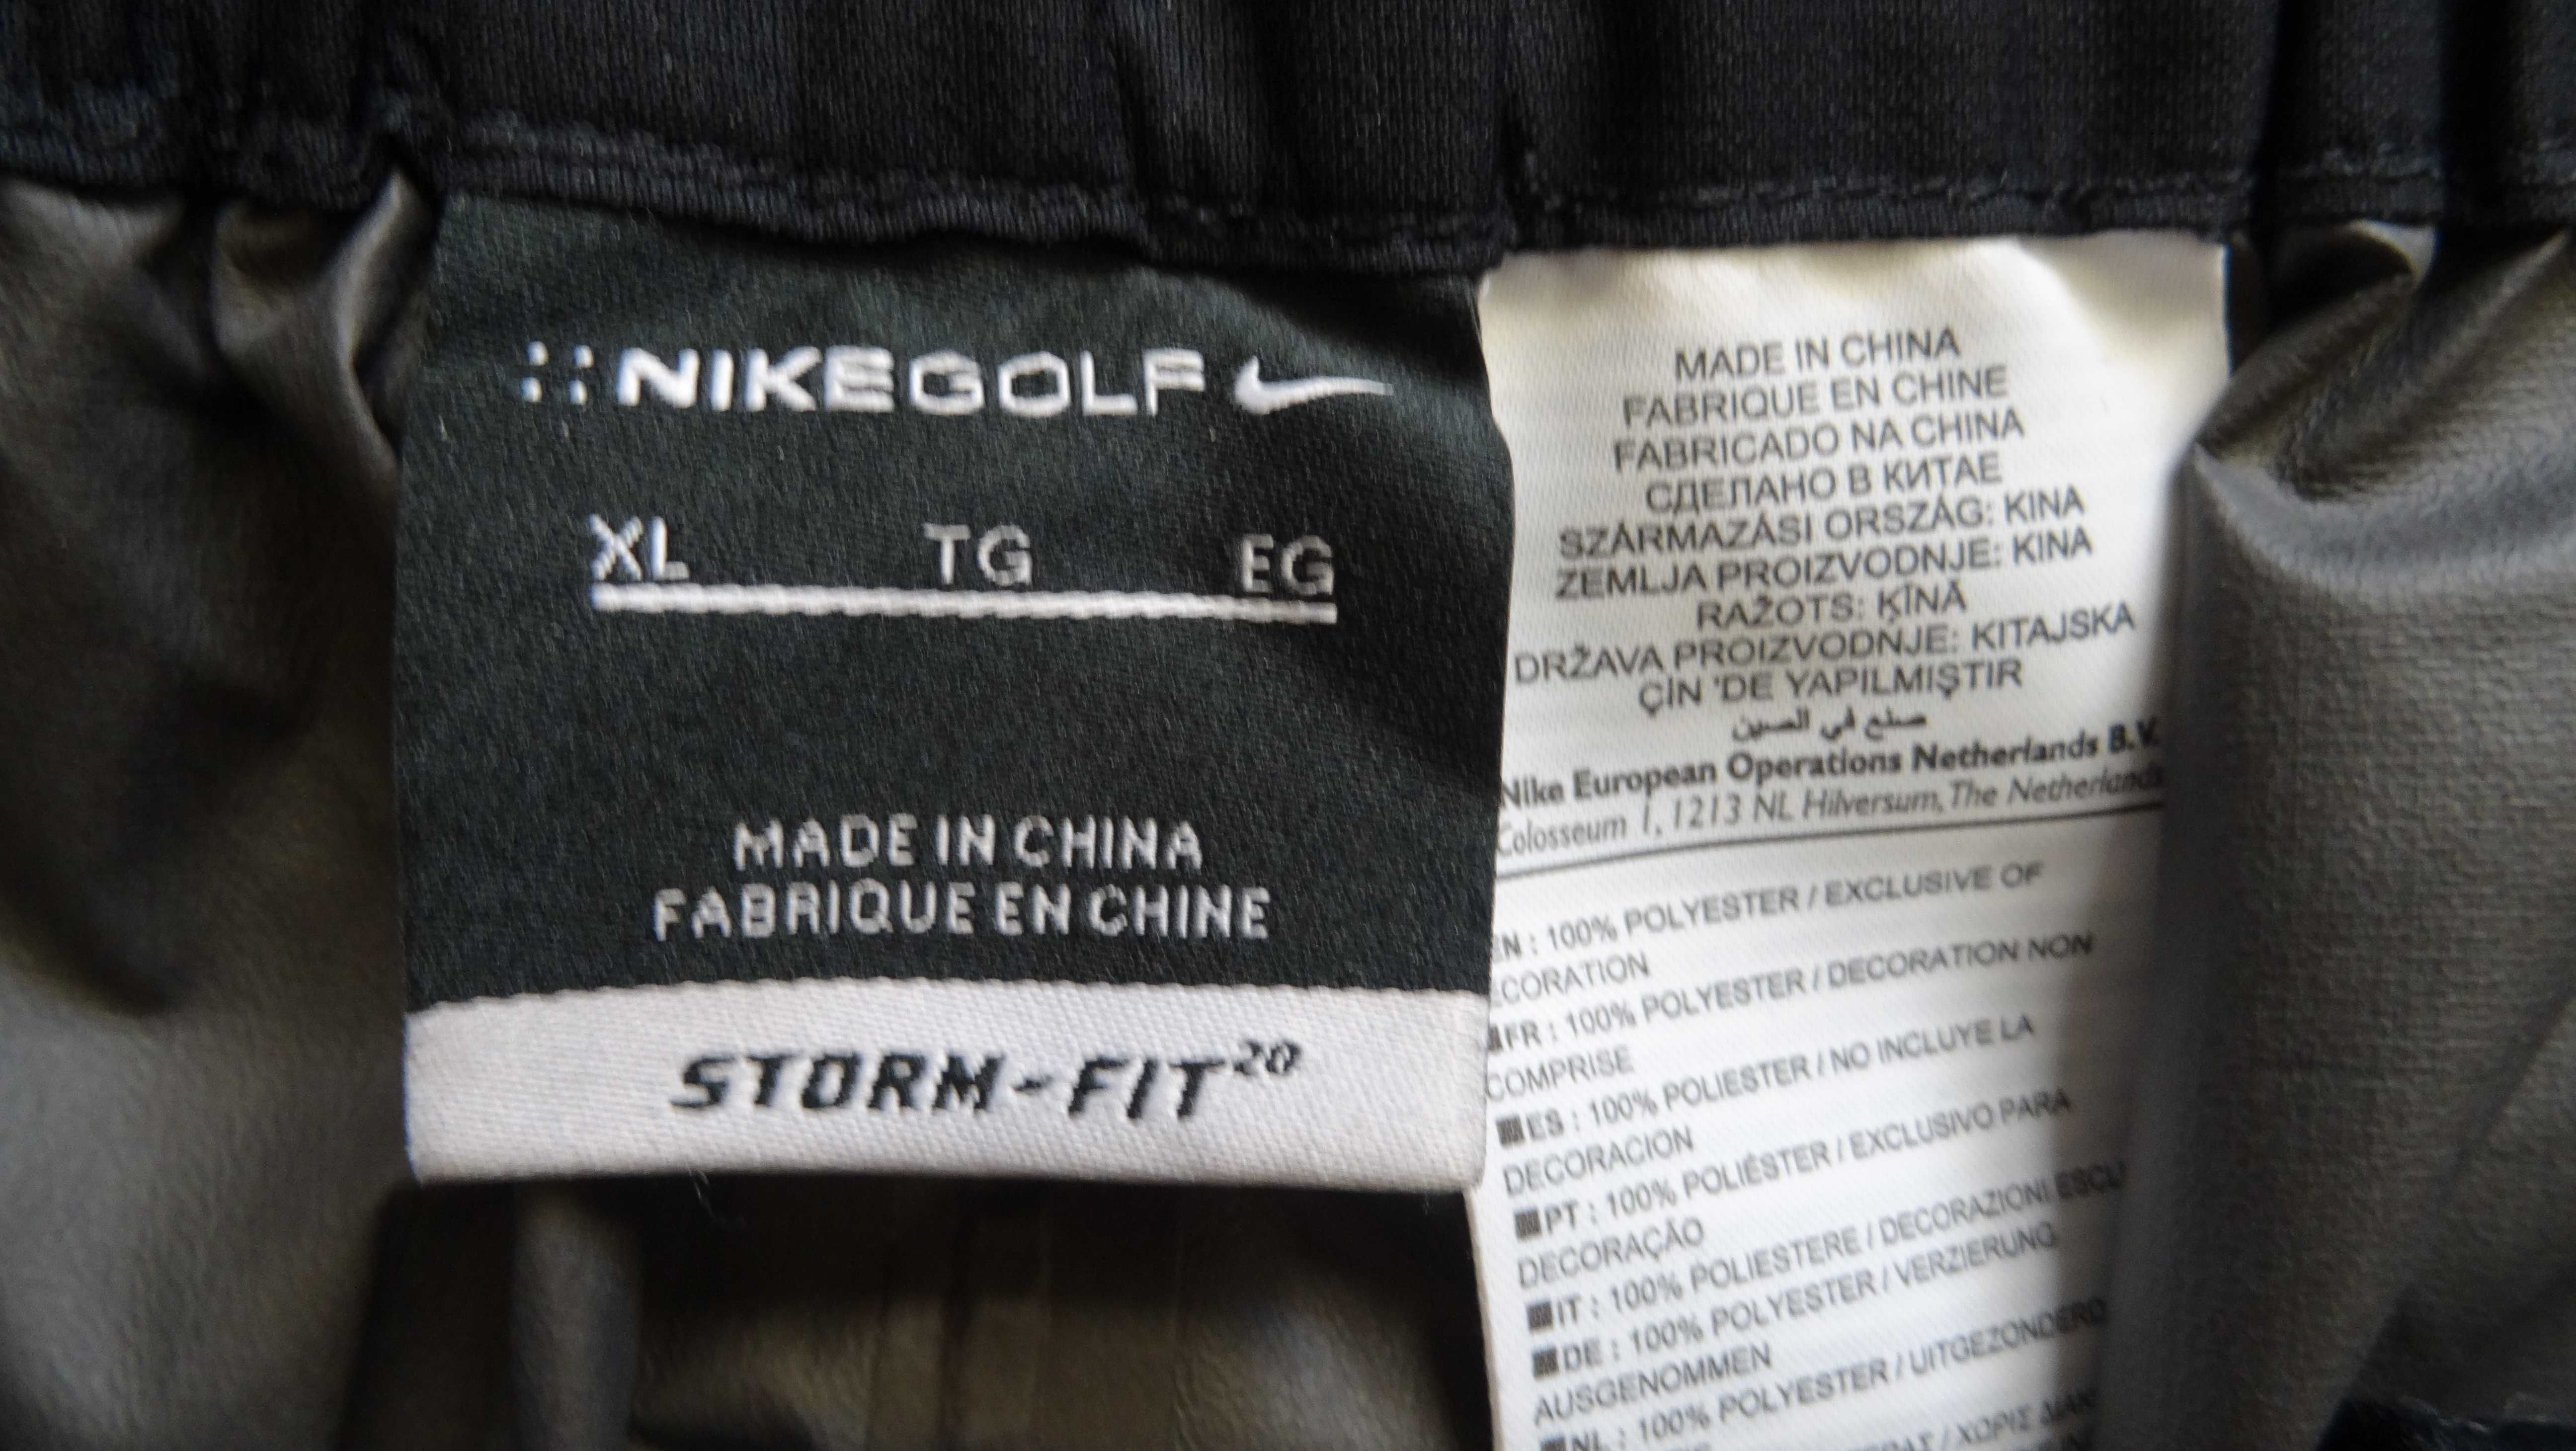 NIKEGOLF
XL TG EG
MADE IN CHINA
FABRIQUE EN CHINE
STORM-FIT20
MADE IN CHINA
FABRIQUE EN CHINE
FABRICADO NA CHINA
СДЕЛАНО В КИТАЕ
SZÁRMAZÁSI ORSZÁG: KINA
ZEMLJA PROIZVODNJE: KINA
RAŽOTS: ĶĪNĀ
DRŽAVA PROIZVODNJE: KITAJSKA
ÇİN 'DE YAPILMIŞTIR
صنع في الصين
Nike European Operations Netherlands B.V.
Colosseum 1, 1213 NL Hilversum, The Netherlands
EN : 100% POLYESTER / EXCLUSIVE OF
ECORATION
FR : 100% POLYESTER / DECORATION NON
COMPRISE
ES : 100% POLIESTER / NO INCLUYE LA
DECORACION
PT : 100% POLIÉSTER / EXCLUSIVO PARA
DECORAÇÃO
IT : 100% POLIESTERE / DECORAZIONI ESCLU
DE : 100% POLYESTER / VERZIERUNG
AUSGENOMMEN
NL : 100% POLYESTER / UITGEZONDERD
/ ΧΩΡΙΣ ΔΙΑΚ